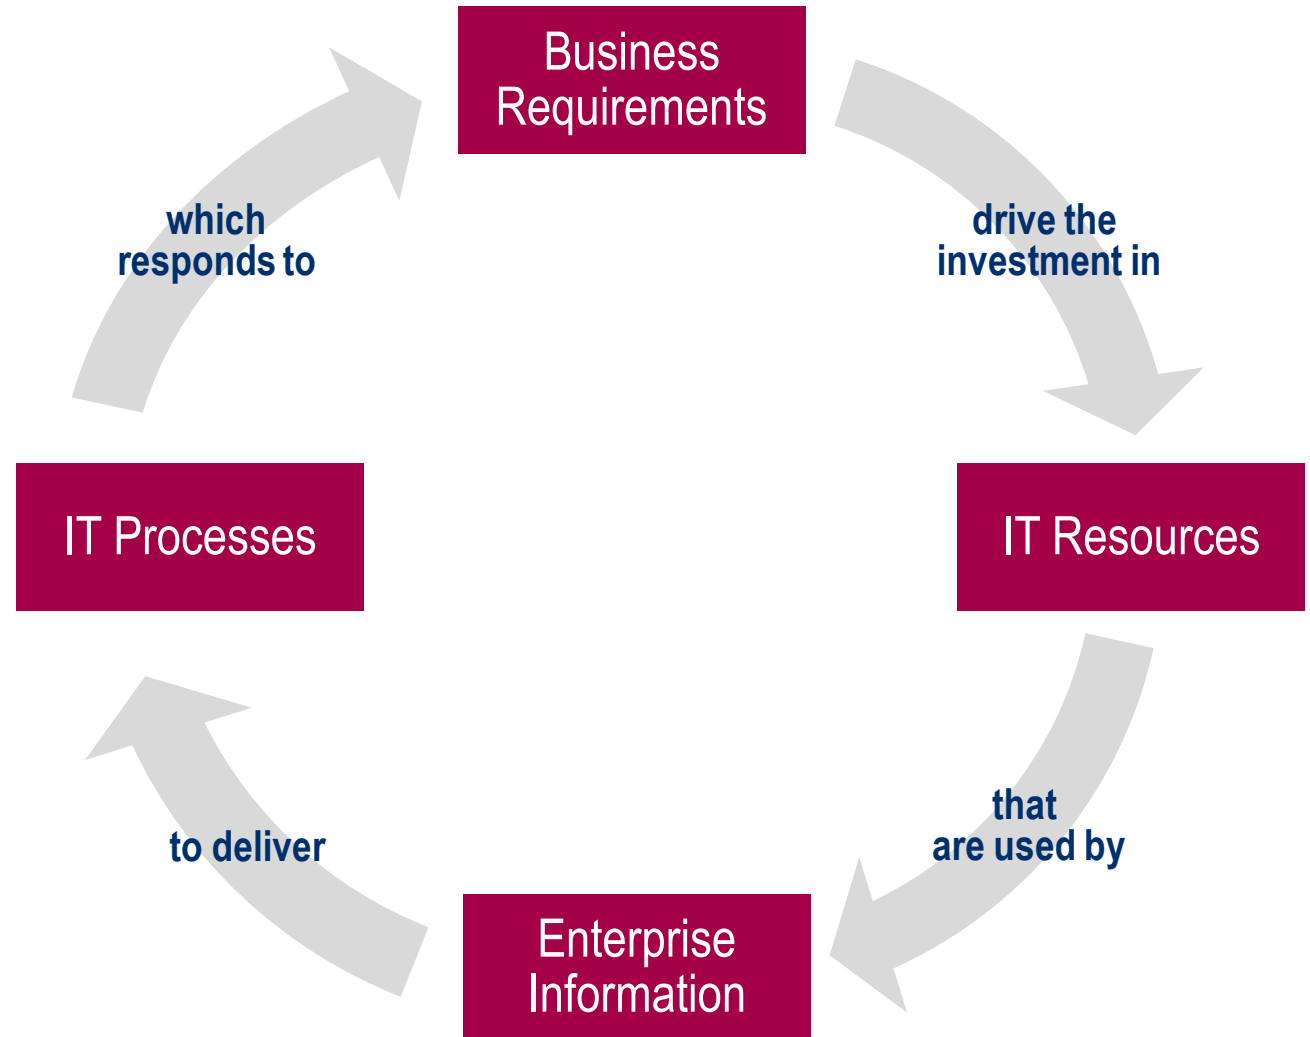 Business
Requirements
which
responds to
drive the
investment in
IT Processes
IT Resources
that
are used by
to deliver
Enterprise
Information